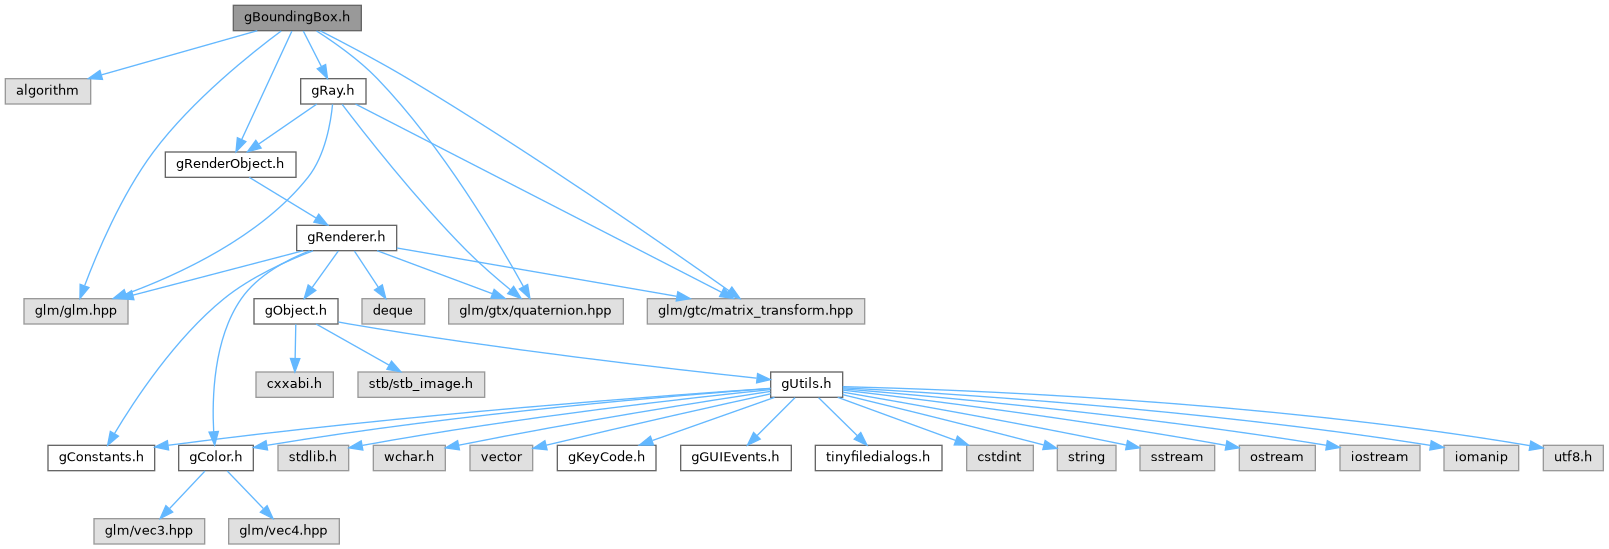 gBoundingBox.h
algorithm
gRay.h
gRenderObject.h
gRenderer.h
glm/glm.hpp
gObject.h
deque
glm/gtx/quaternion.hpp
glm/gtc/matrix_transform.hpp
cxxabi.h
stb/stb_image.h
gUtils.h
gConstants.h
gColor.h
stdlib.h
wchar.h
vector
gKeyCode.h
gGUIEvents.h
tinyfiledialogs.h
cstdint
string
sstream
ostream
iostream
iomanip
utf8.h
glm/vec3.hpp
glm/vec4.hpp